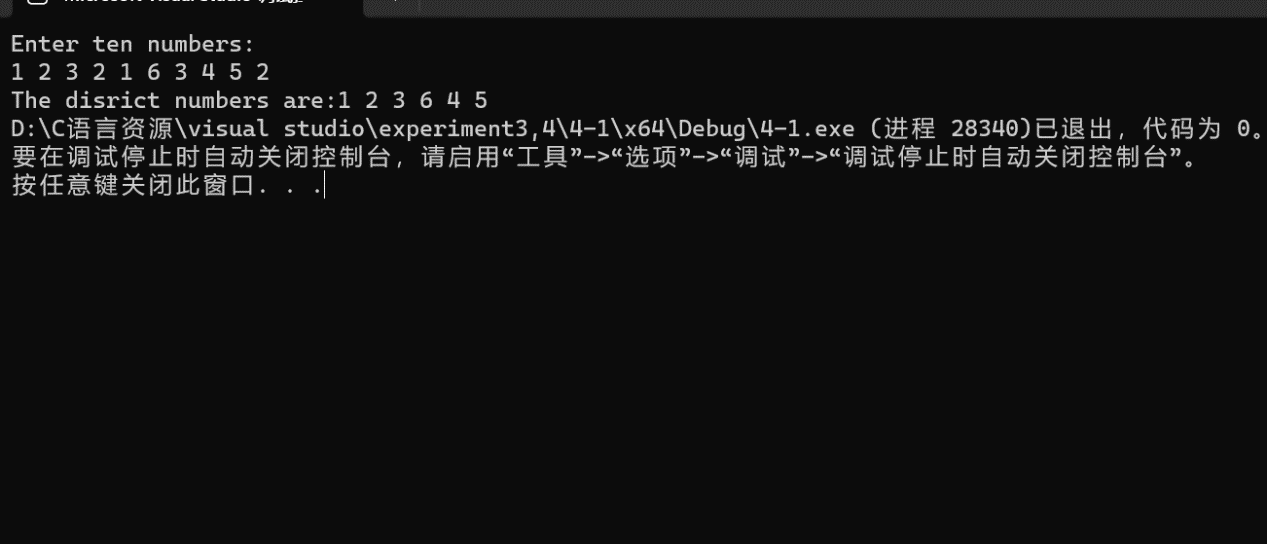 Enter ten numbers:
1 2 3 2 1 6 3 4 5 2
The disrict numbers are:1 2 3 6 4 5
D:\C语言资源\visual studio\experiment3,4\4-1\x64\Debug\4-1.exe (进程 28340)已退出，代码为 0。
要在调试停止时自动关闭控制台，请启用“工具”->“选项”->“调试”->“调试停止时自动关闭控制台”。
按任意键关闭此窗口. . .